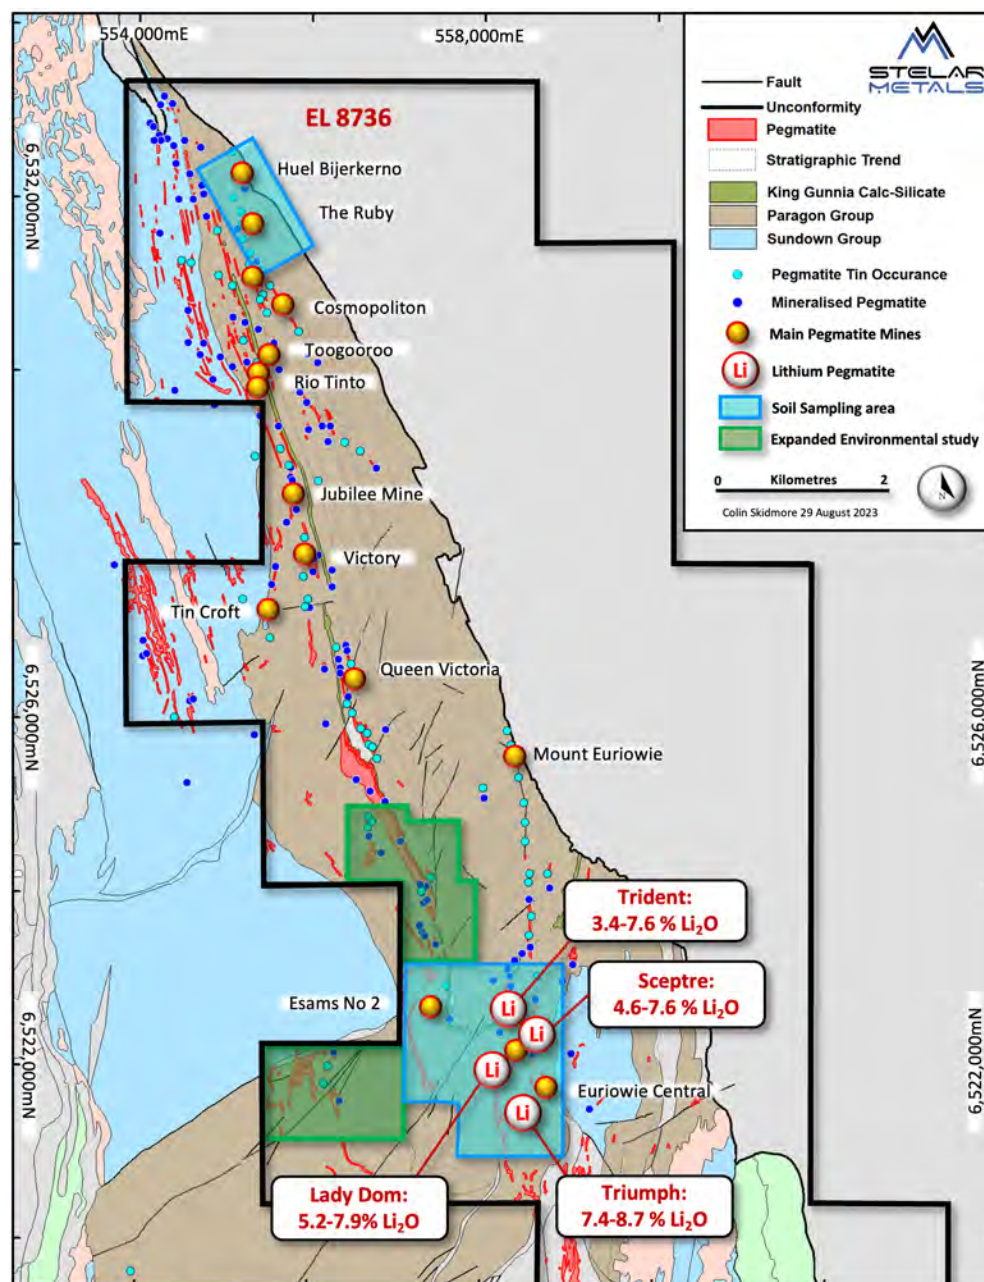 554,000mE
558,000mE
STELAR
METALS
Fault
Unconformity
Pegmatite
Stratigraphic Trend
King Gunnia Calc-Silicate
Paragon Group
Sundown Group
Pegmatite Tin Occurance
Mineralised Pegmatite
Main Pegmatite Mines
Li Lithium Pegmatite
Soil Sampling area
Expanded Environmental study
0 Kilometres 2
N
Colin Skidmore 29 August 2023
EL 8736
6,532,000mN
Huel Bijerkerno
The Ruby
Cosmopoliton
Toogooroo
Rio Tinto
Jubilee Mine
Victory
Tin Croft
Queen Victoria
6,526,000mN
6,526,000mN
Mount Euriowie
Trident:
3.4-7.6 % Li₂O
Sceptre:
4.6-7.6 % Li₂O
Esams No 2
Li
Li
Li
Li
6,522,000mN
6,522,000mN
Euriowie Central
Lady Dom:
5.2-7.9% Li₂O
Triumph:
7.4-8.7 % Li₂O